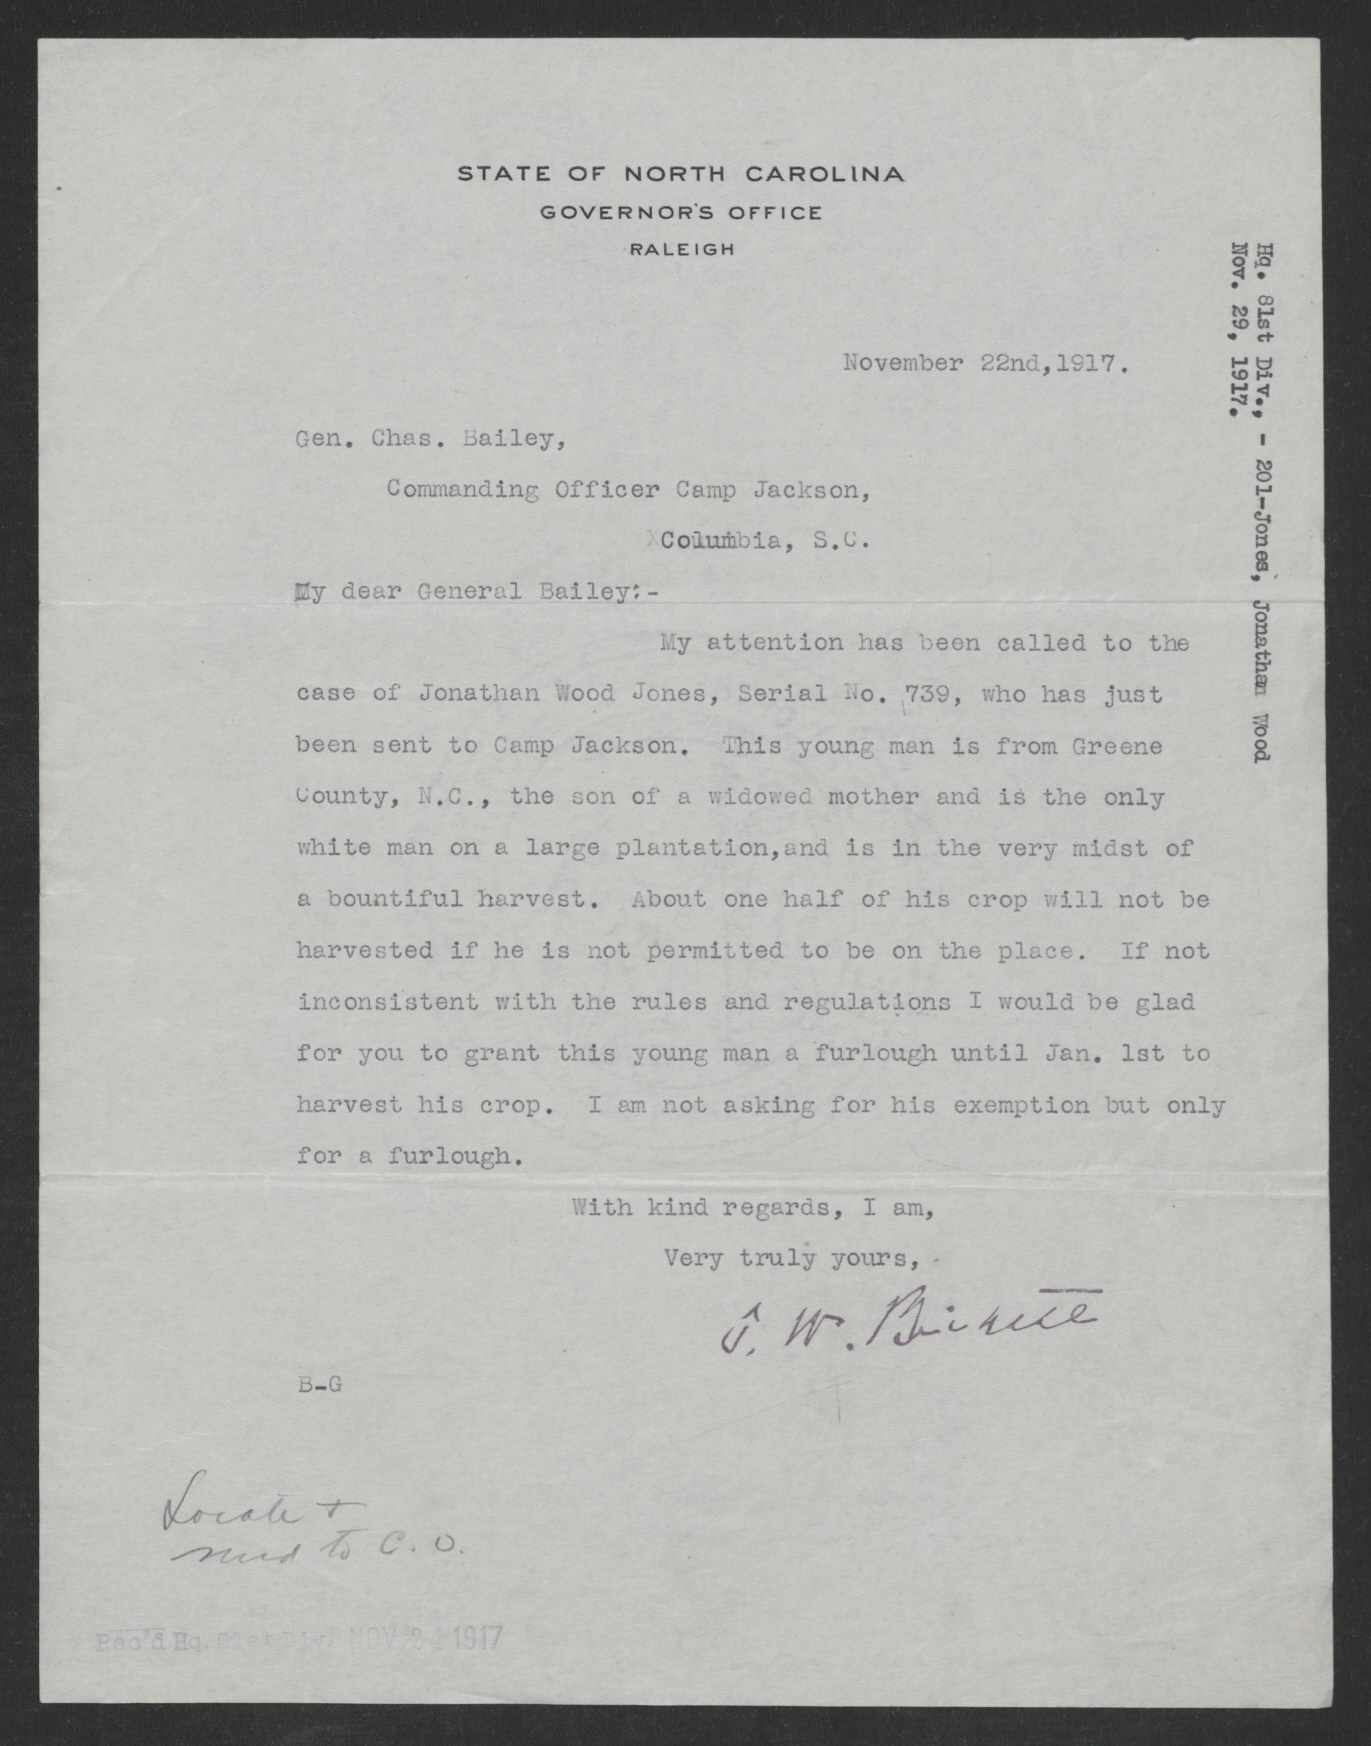 STATE OF NORTH CAROLINA
GOVERNOR'S OFFICE
RALEIGH
November 22nd,1917.
Gen. Chas. Bailey,
Commanding Officer Camp Jackson,
Columbia, S.C.
My dear General Bailey:-
My attention has been called to the
case of Jonathan Wood Jones, Serial No. 739, who has just
been sent to Camp Jackson. This young man is from Greene
County, N.C., the son of a widowed mother and is the only
white man on a large plantation,and is in the very midst of
a bountiful harvest. About one half of his crop will not be
harvested if he is not permitted to be on the place. If not
inconsistent with the rules and regulations I would be glad
for you to grant this young man a furlough until Jan. 1st to
harvest his crop. I am not asking for his exemption but only
for a furlough.
With kind regards, I am,
Very truly yours,
T. W. Bickett
B-G
Locate &
send to C. O.
Rec'd Hq. 81st Div. NOV 1917
Hq. 81st Div., - 201-Jones, Jonathan Wood
Nov. 29, 1917.